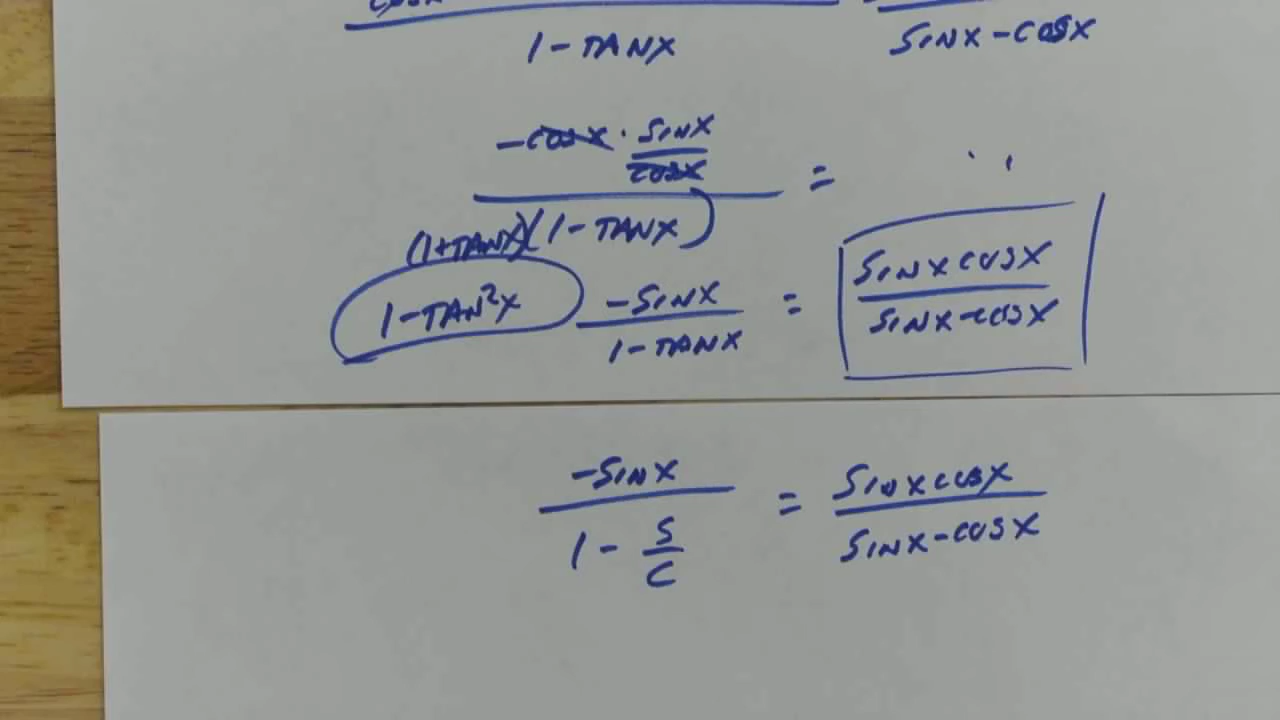 1 - TANX
SINX - COSX
-COSX · SINX
COSX
=
(1+TANX)(1 - TANX)
1 - TAN²X
-SINX
1 - TANX
=
SINXCOSX
SINX-COSX
-SINX
1 - S
C
=
SINXCOSX
SINX-COSX